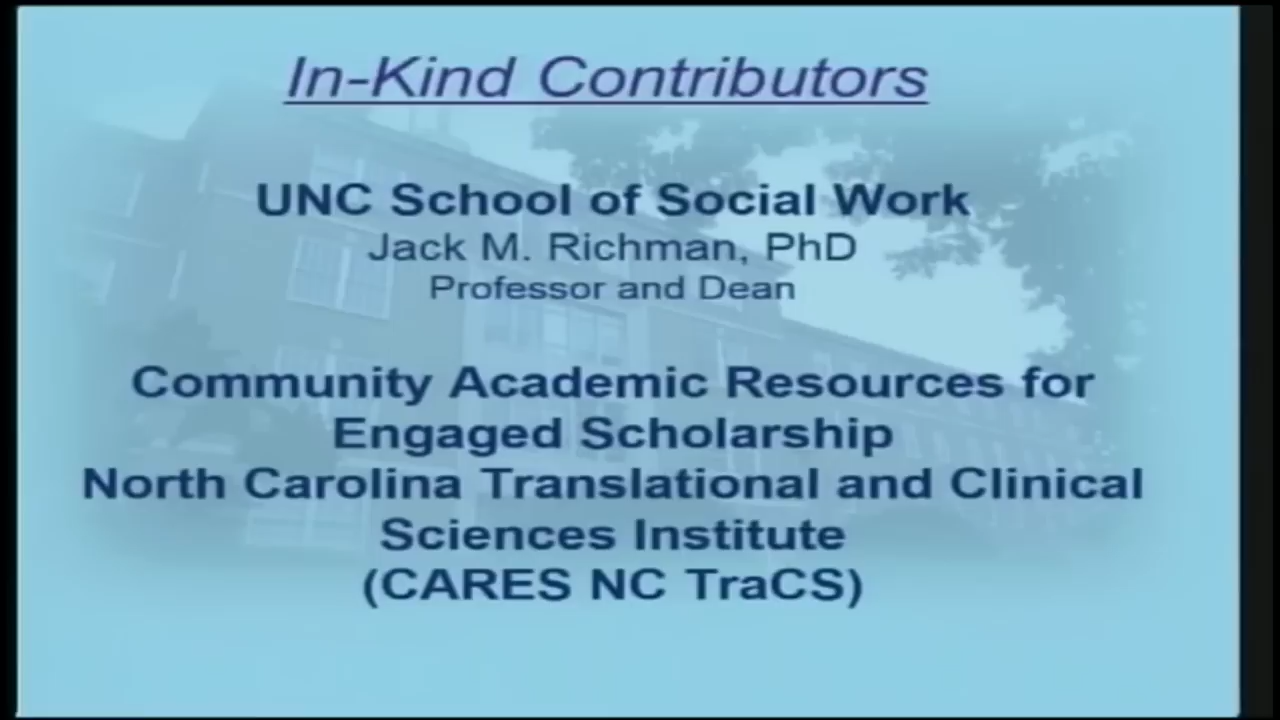 In-Kind Contributors
UNC School of Social Work
Jack M. Richman, PhD
Professor and Dean
Community Academic Resources for
Engaged Scholarship
North Carolina Translational and Clinical
Sciences Institute
(CARES NC TraCS)